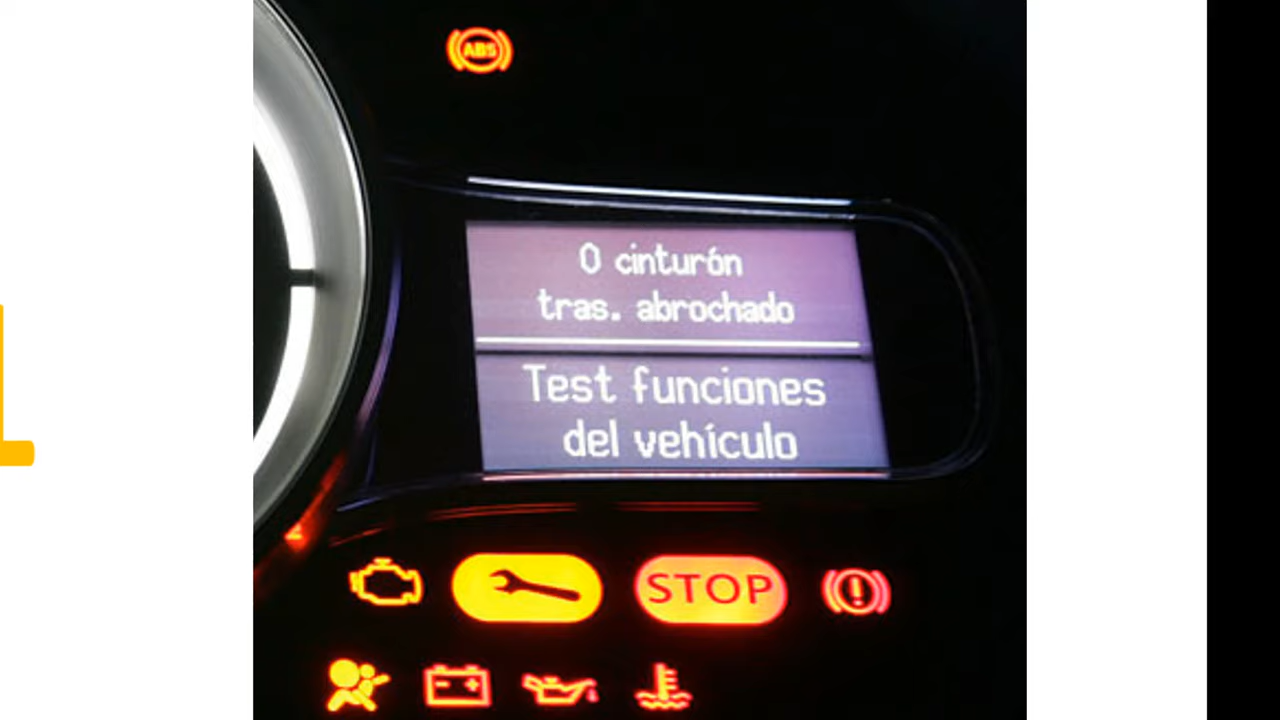 ABS
0 cinturón
tras. abrochado
Test funciones
del vehículo
STOP